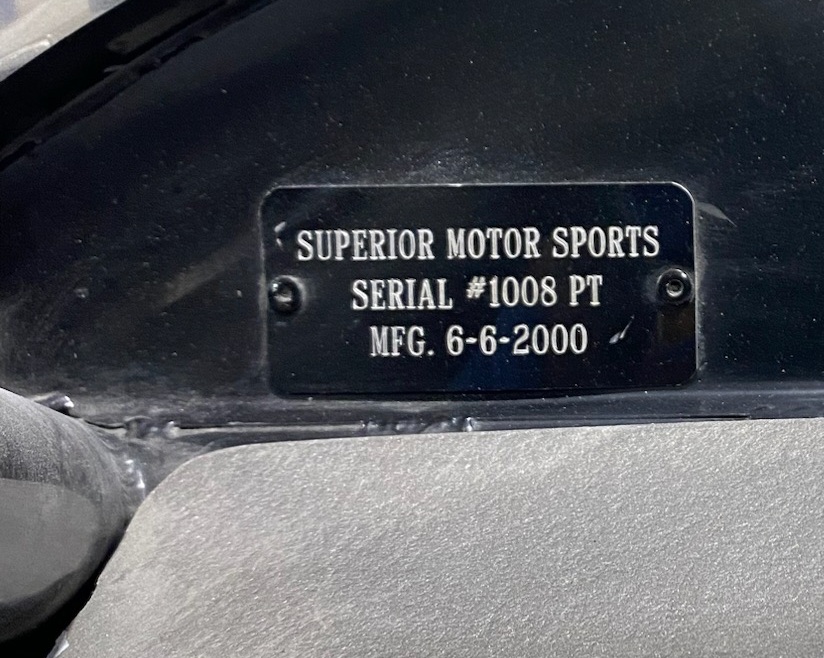 SUPERIOR MOTOR SPORTS
SERIAL #1008 PT
MFG. 6-6-2000